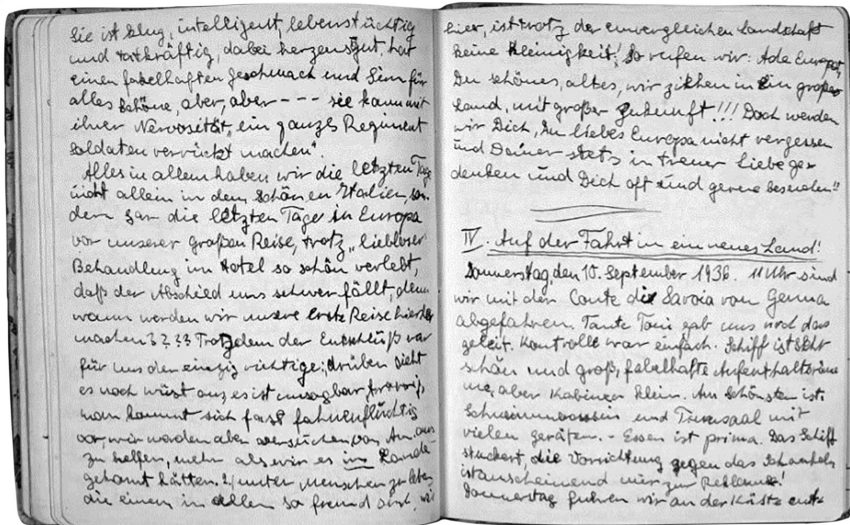 Sie ist klug, intelligent, lebenstüchtig
und tatkräftig, dabei herzensgut, hat
einen fabelhaften Geschmack und Sinn für
alles Schöne, aber, aber --- sie kann mit
ihrer Nervosität, ein ganzes Regiment
Soldaten verrückt machen".
Alles in allem haben wir die letzten Tage
nicht allein in dem schönen Italien, son-
dern gar die letzten Tage in Europa
vor unserer großen Reise, trotz "liebloser"
Behandlung im Hotel so schön verlebt,
daß der Abschied uns schwer fällt, denn
wann werden wir unsere erste Reise hierher
machen???? Trotzdem der Entschluß war
für uns der einzig richtige; drüben sieht
es noch wüst aus, es ist unsagbar traurig,
man kommt sich fast fahnenflüchtig
vor, wir werden aber versuchen von Am. aus
zu helfen, mehr als wir es im Lande
gekonnt hätten. Unter Menschen zu leben,
die einem in allem so fremd sind, wie
hier, ist trotz der unvergleichen Landschaft
keine Kleinigkeit! So rufen wir: Ade Europa,
Du schönes, altes, wir ziehen in ein großes
Land, mit großer Zukunft!!! Doch werden
wir Dich, Du liebes Europa nicht vergessen
und Deiner stets in treuer Liebe ge-
denken und Dich oft und gerne besuchen!!
IV. Auf der Fahrt in ein neues Land!
Donnerstag, den 10. September 1936. 11 Uhr sind
wir mit der Conte di Savoia von Genua
abgefahren. Tante Toni gab uns noch das
Geleit. Kontrolle war einfach. Schiff ist sehr
schön und groß, fabelhafte Aufenthaltsräu-
me, aber Kabinen klein. Am schönsten ist
Schwimmbassin und Turnsaal mit
vielen Geräten. - Essen ist prima. Das Schiff
stuckert, die Vorrichtung gegen das Schaukeln
ist anscheinend nur zur Reklame!
Donnerstag fuhren wir an der Küste ent-